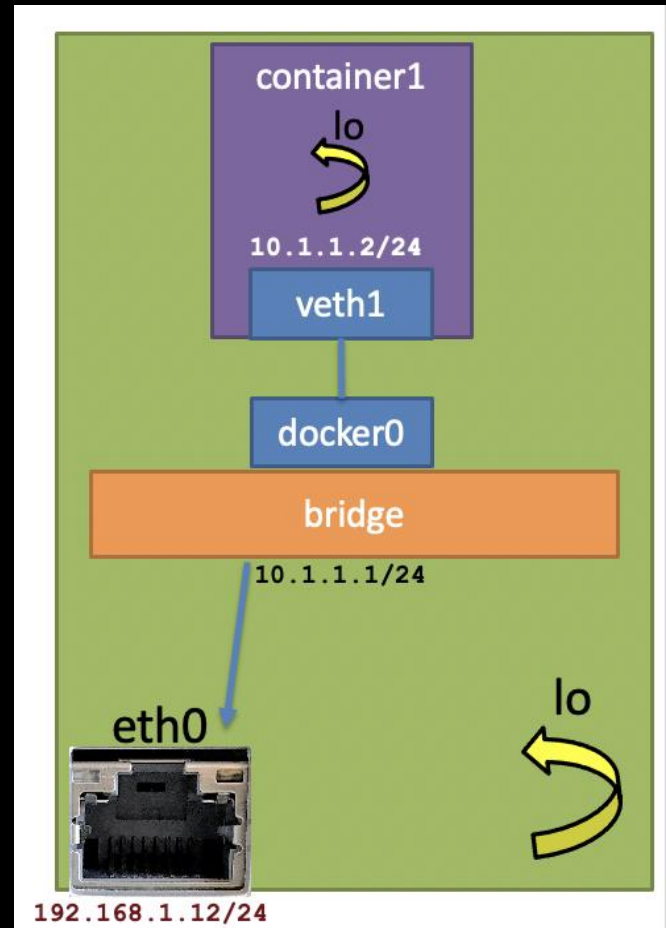 container1
lo
10.1.1.2/24
veth1
docker0
bridge
10.1.1.1/24
eth0
lo
192.168.1.12/24